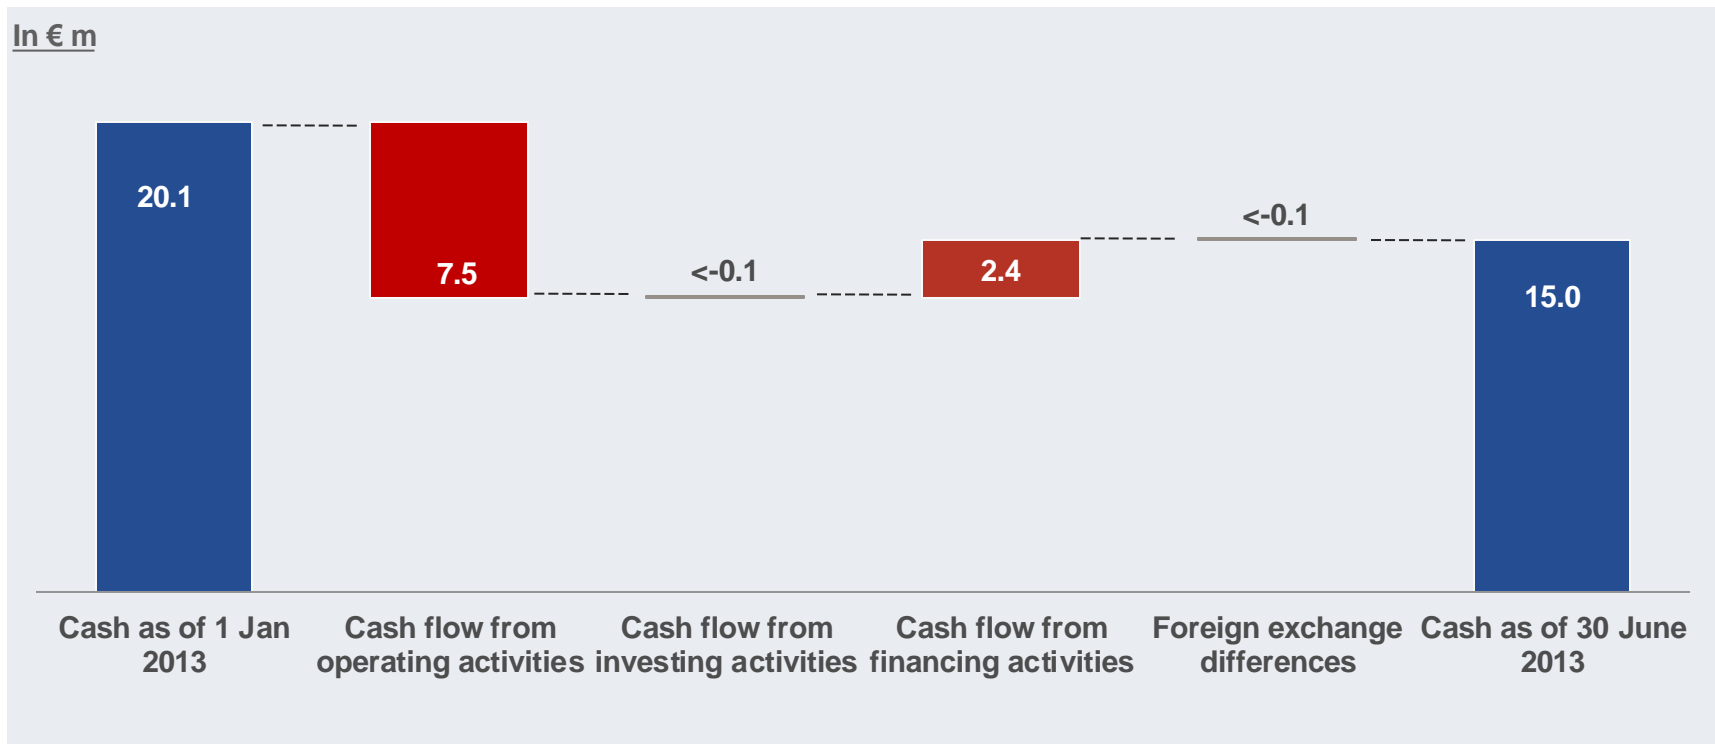 In € m
20.1
7.5
<-0.1
2.4
<-0.1
15.0
Cash as of 1 Jan
2013
Cash flow from
operating activities
Cash flow from
investing activities
Cash flow from
financing activities
Foreign exchange
differences
Cash as of 30 June
2013